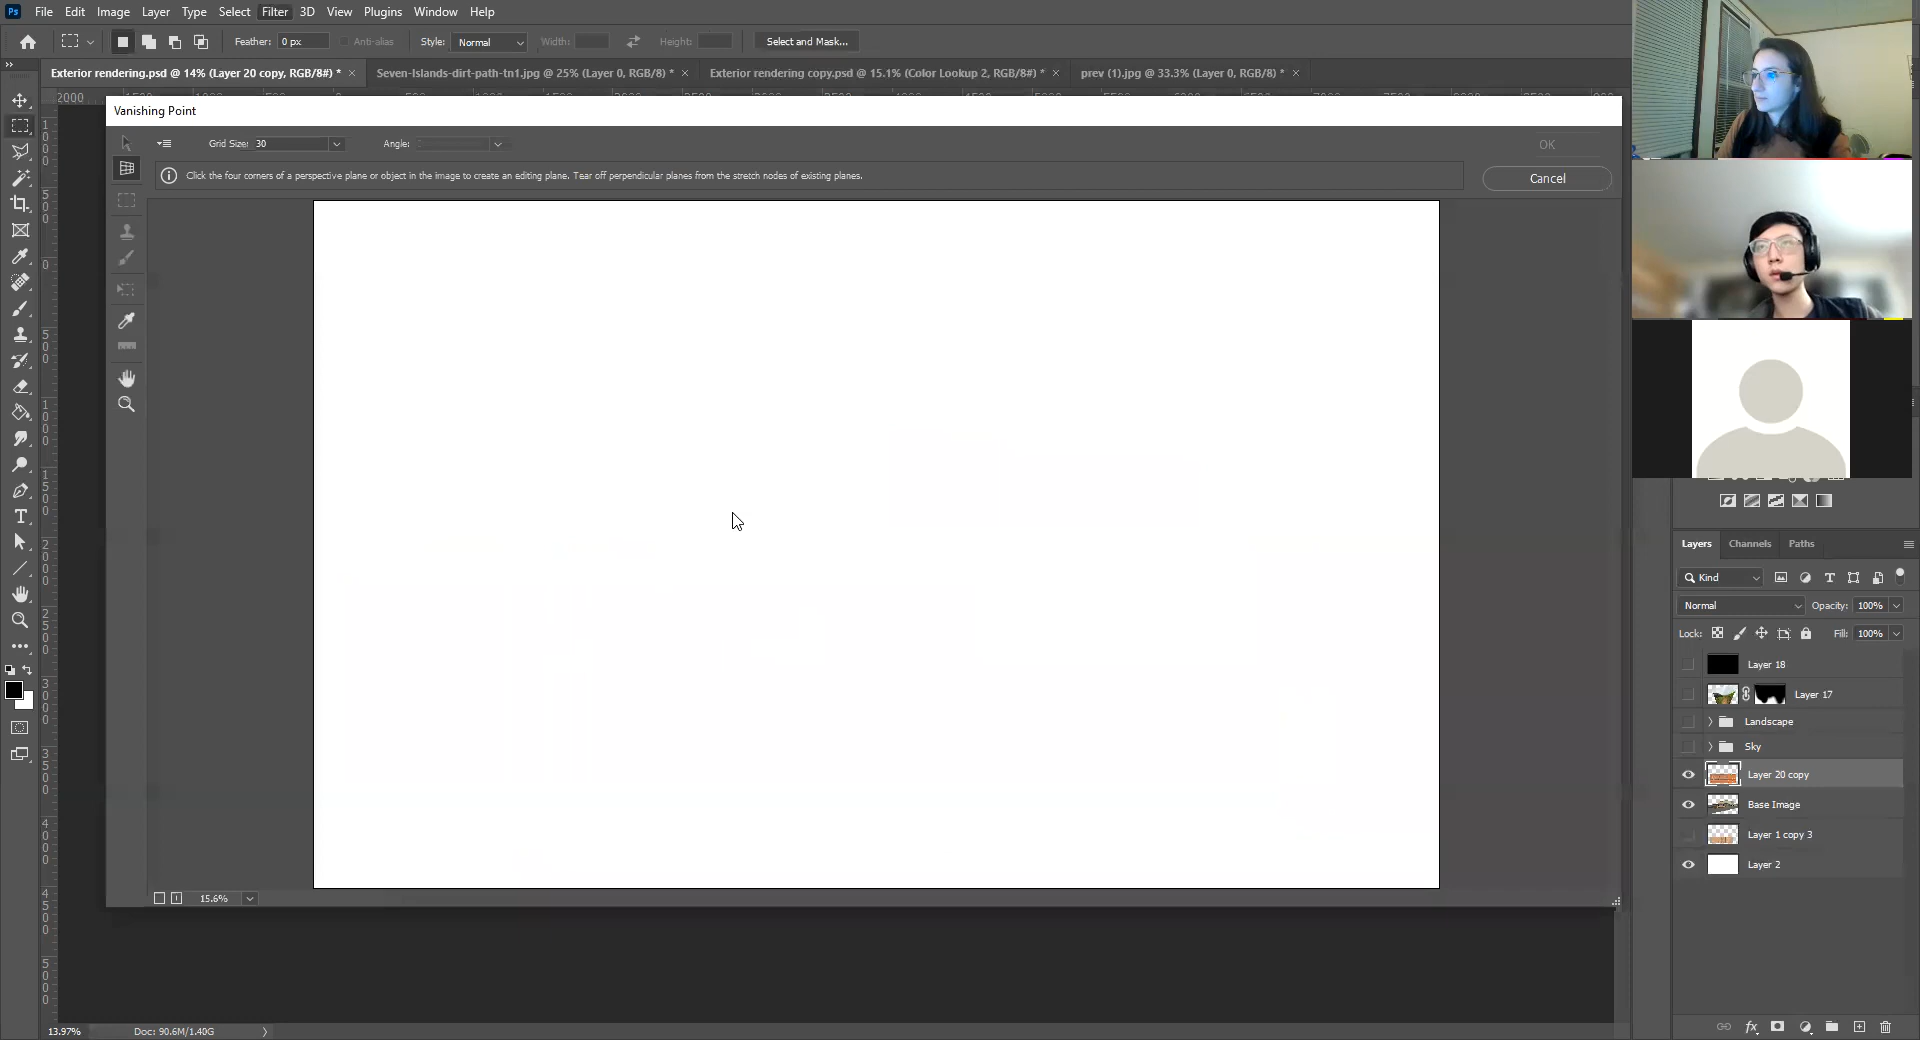 Ps File Edit Image Layer Type Select Filter 3D View Plugins Window Help
Feather: 0 px Anti-alias Style: Normal Width: Height: Select and Mask...
Exterior rendering.psd @ 14% (Layer 20 copy, RGB/8#) * × Seven-Islands-dirt-path-tn1.jpg @ 25% (Layer 0, RGB/8) * × Exterior rendering copy.psd @ 15.1% (Color Lookup 2, RGB/8#) * × prev (1).jpg @ 33.3% (Layer 0, RGB/8) * ×
Vanishing Point
Grid Size: 30 Angle: OK
Click the four corners of a perspective plane or object in the image to create an editing plane. Tear off perpendicular planes from the stretch nodes of existing planes.
Cancel
Layers Channels Paths
Kind
Normal Opacity: 100%
Lock: Fill: 100%
Layer 18
Layer 17
Landscape
Sky
Layer 20 copy
Base Image
Layer 1 copy 3
Layer 2
15.6%
13.97% Doc: 90.6M/1.40G